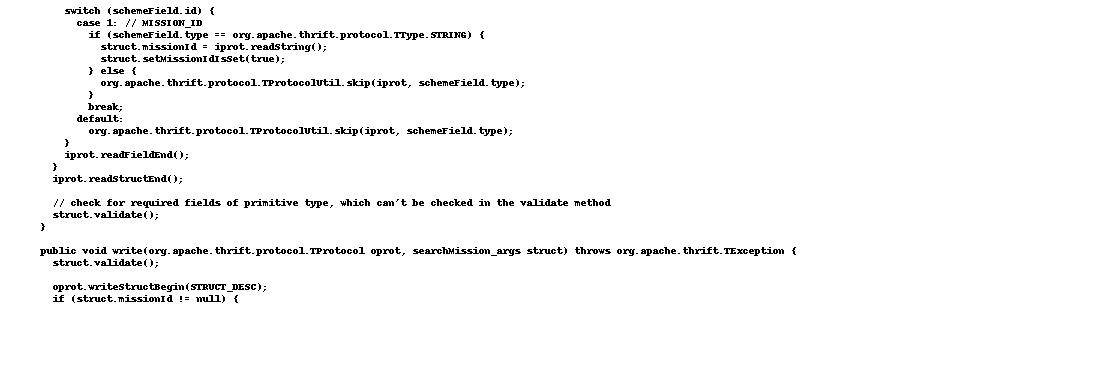 switch (schemeField.id) {
case 1: // MISSION_ID
if (schemeField.type == org.apache.thrift.protocol.TType.STRING) {
struct.missionId = iprot.readString();
struct.setMissionIdIsSet(true);
} else {
org.apache.thrift.protocol.TProtocolUtil.skip(iprot, schemeField.type);
}
break;
default:
org.apache.thrift.protocol.TProtocolUtil.skip(iprot, schemeField.type);
}
iprot.readFieldEnd();
}
iprot.readStructEnd();
// check for required fields of primitive type, which can't be checked in the validate method
struct.validate();
}
public void write(org.apache.thrift.protocol.TProtocol oprot, searchMission_args struct) throws org.apache.thrift.TException {
struct.validate();
oprot.writeStructBegin(STRUCT_DESC);
if (struct.missionId != null) {